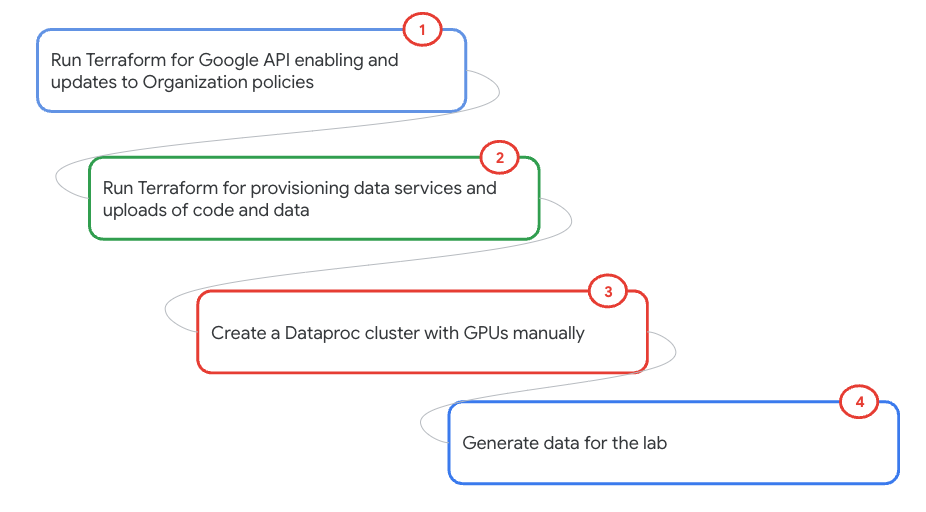 1
Run Terraform for Google API enabling and
updates to Organization policies
2
Run Terraform for provisioning data services and
uploads of code and data
3
Create a Dataproc cluster with GPUs manually
4
Generate data for the lab